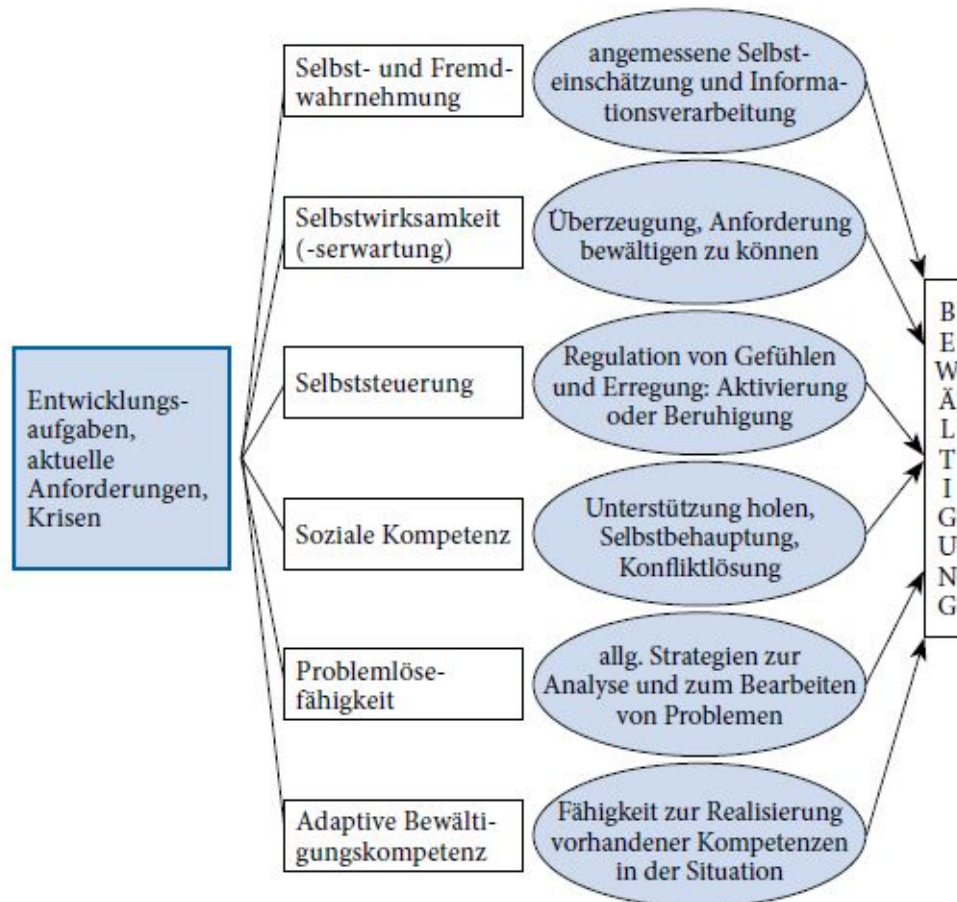 Entwicklungs-
aufgaben,
aktuelle
Anforderungen,
Krisen
Selbst- und Fremd-
wahrnehmung
angemessene Selbst-
einschätzung und Informa-
tionsverarbeitung
Selbstwirksamkeit
(-serwartung)
Überzeugung, Anforderung
bewältigen zu können
Selbststeuerung
Regulation von Gefühlen
und Erregung: Aktivierung
oder Beruhigung
Soziale Kompetenz
Unterstützung holen,
Selbstbehauptung,
Konfliktlösung
Problemlöse-
fähigkeit
allg. Strategien zur
Analyse und zum Bearbeiten
von Problemen
Adaptive Bewälti-
gungskompetenz
Fähigkeit zur Realisierung
vorhandener Kompetenzen
in der Situation
BEWÄLTIGUNG